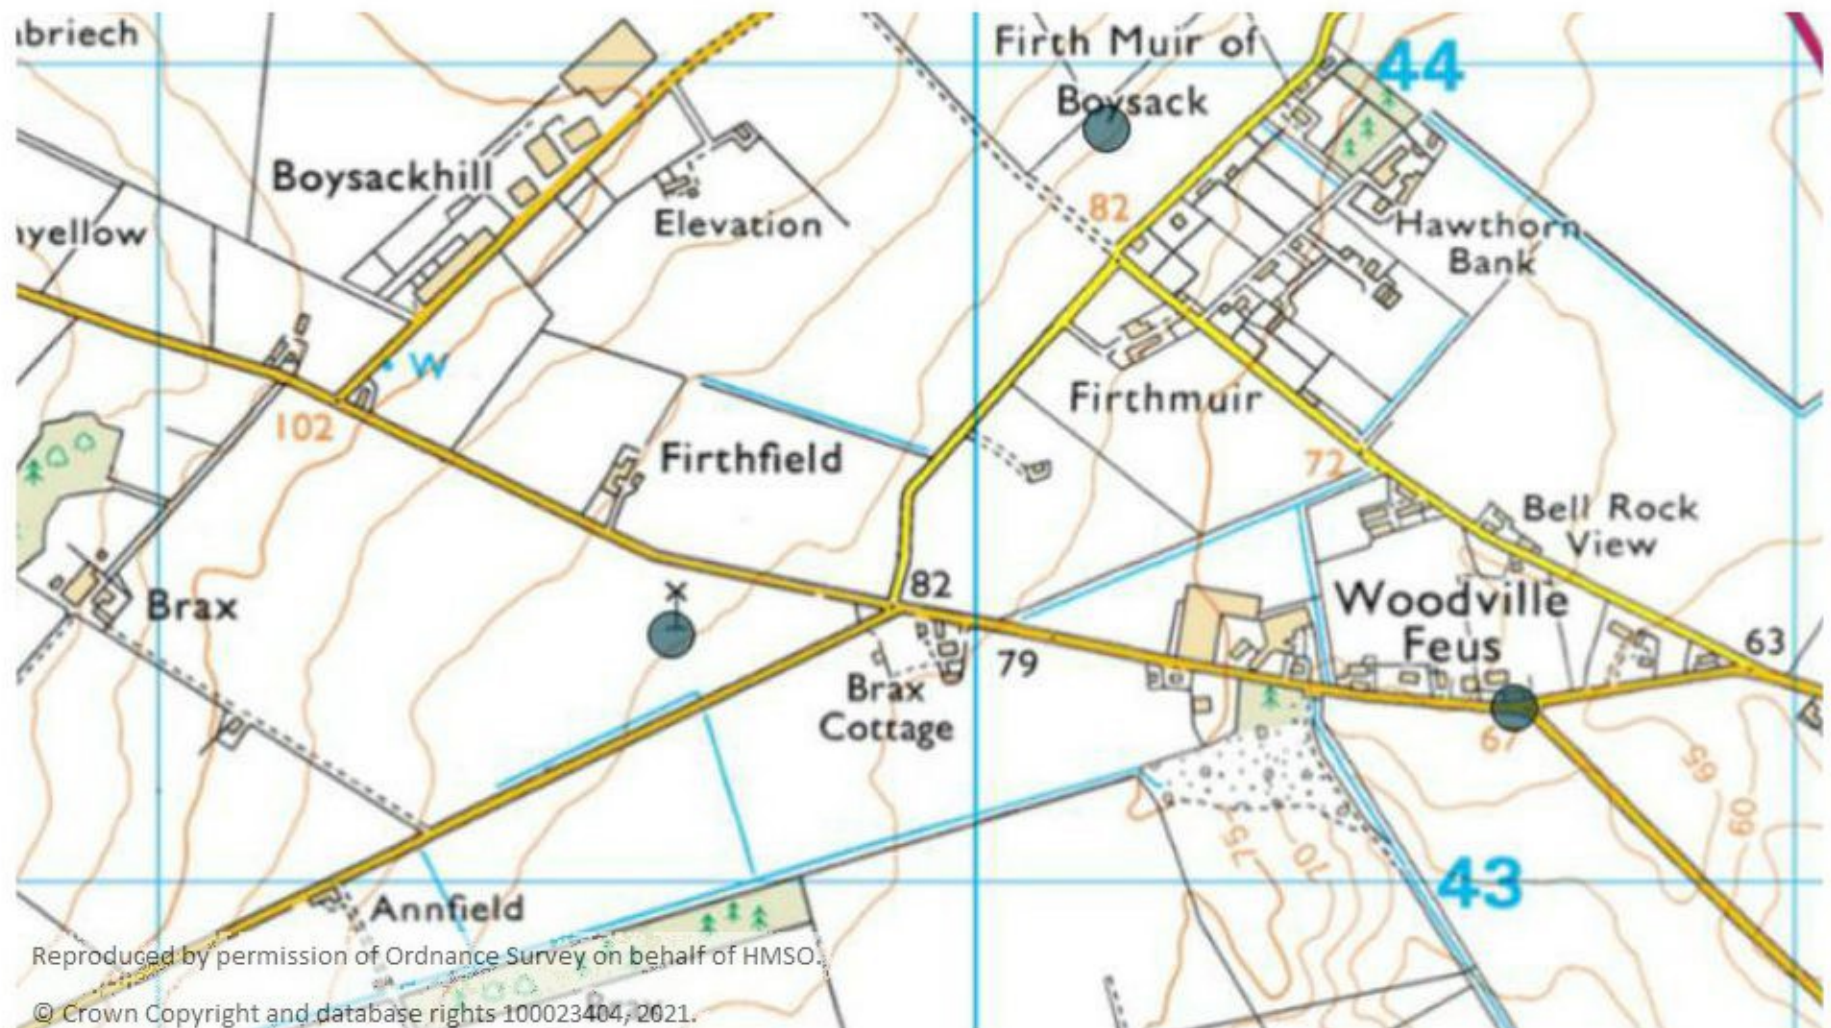 abriech
Firth Muir of
Boysack
44
Boysackhill
Elevation
nyellow
82
Hawthorn
Bank
W
102
Firthmuir
Firthfield
72
Bell Rock
View
82
Brax
Woodville
Feus
79
63
Brax
Cottage
67
65
60
75
70
43
Annfield
Reproduced by permission of Ordnance Survey on behalf of HMSO.
© Crown Copyright and database rights 100023404, 2021.